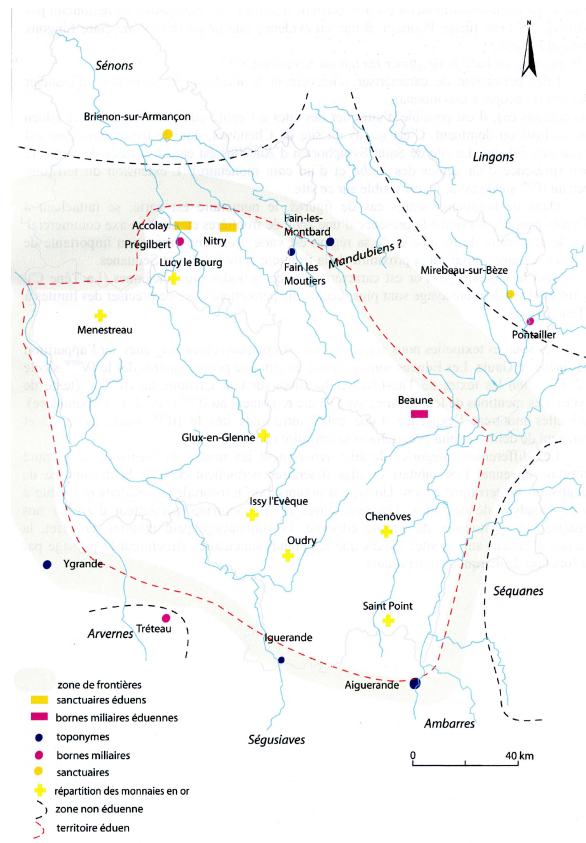 N
Sénons
Brienon-sur-Armançon
Lingons
Accolay
Prégilbert
Nitry
Fain-les-
Montbard
Mandubiens ?
Fain les
Moutiers
Lucy le Bourg
Mirebeau-sur-Bèze
Menestreau
Pontailler
Beaune
Glux-en-Glenne
Issy l'Evêque
Chenôves
Oudry
Ygrande
Séquanes
Saint Point
Arvernes
Tréteau
Iguerande
Aiguerande
Ambarres
Ségusiaves
0 40 km
zone de frontières
sanctuaires éduens
bornes miliaires éduennes
toponymes
bornes miliaires
sanctuaires
répartition des monnaies en or
zone non éduenne
territoire éduen